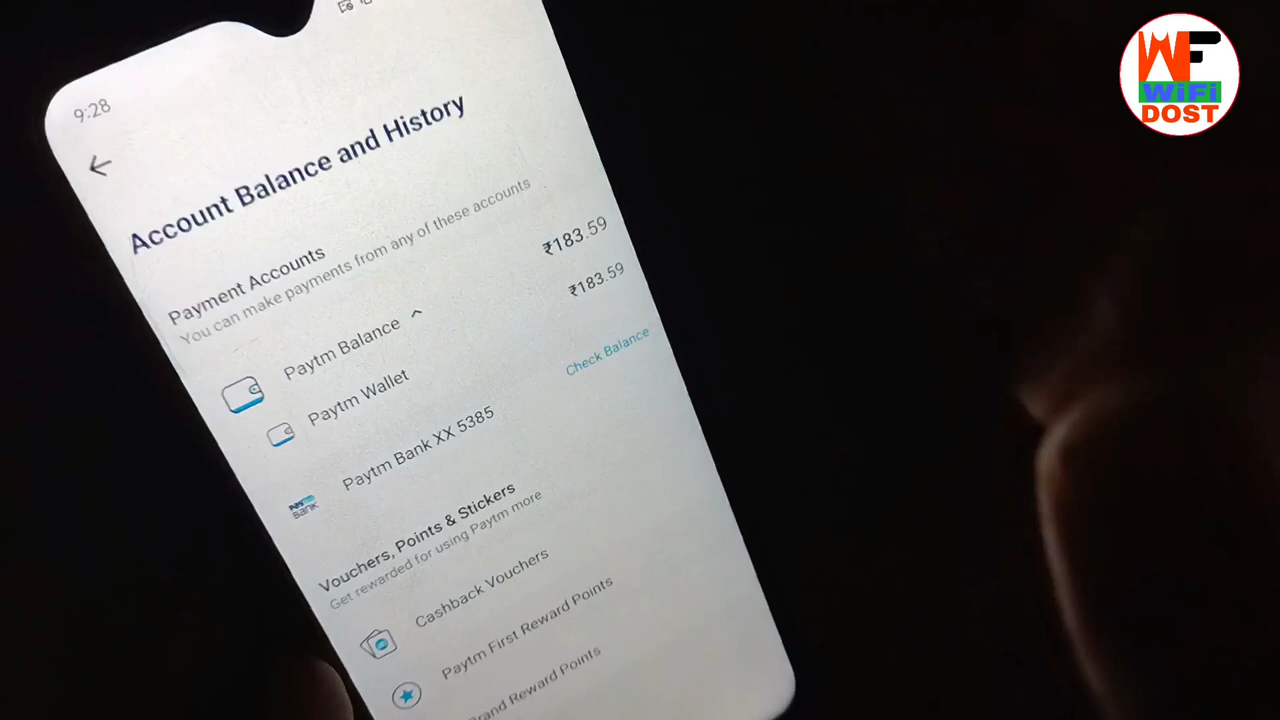 WF
WiFi
DOST
9:28
Account Balance and History
Payment Accounts
You can make payments from any of these accounts
Paytm Balance ₹183.59
Paytm Wallet ₹183.59
Paytm Bank XX 5385 Check Balance
Vouchers, Points & Stickers
Get rewarded for using Paytm more
Cashback Vouchers
Paytm First Reward Points
Brand Reward Points